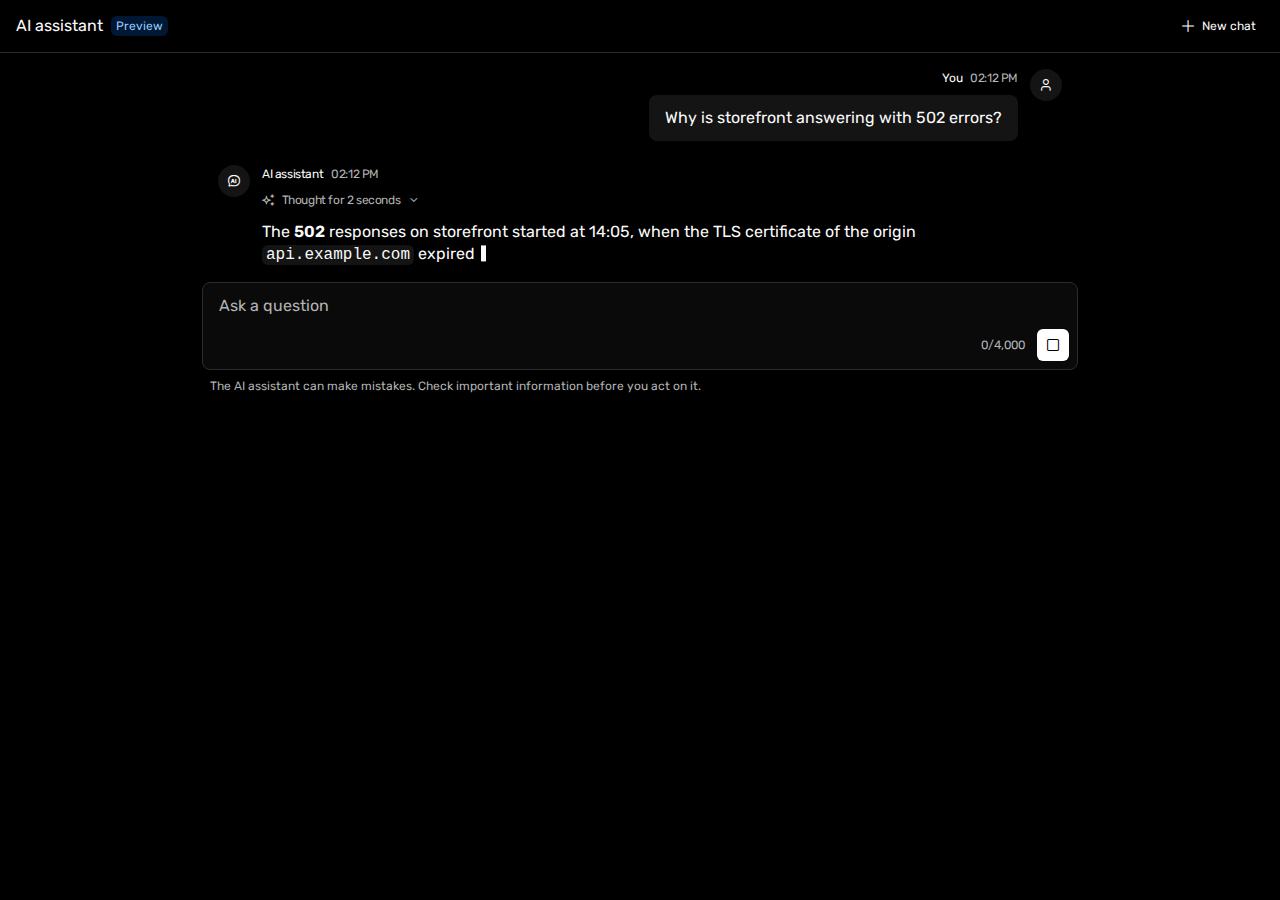 AI assistant Preview
New chat
You 02:12 PM
Why is storefront answering with 502 errors?
AI assistant 02:12 PM
Thought for 2 seconds
The 502 responses on storefront started at 14:05, when the TLS certificate of the origin
api.example.com expired
Ask a question
0/4,000
The AI assistant can make mistakes. Check important information before you act on it.